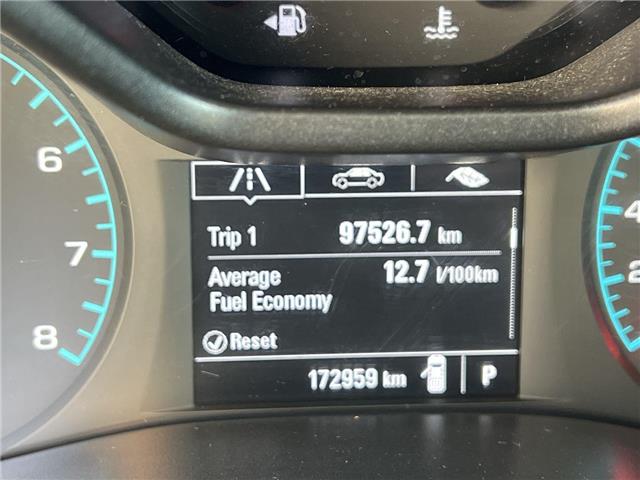 6
7
8
4
2
Trip 1 97526.7 km
Average 12.7 l/100km
Fuel Economy
Reset
172959 km P